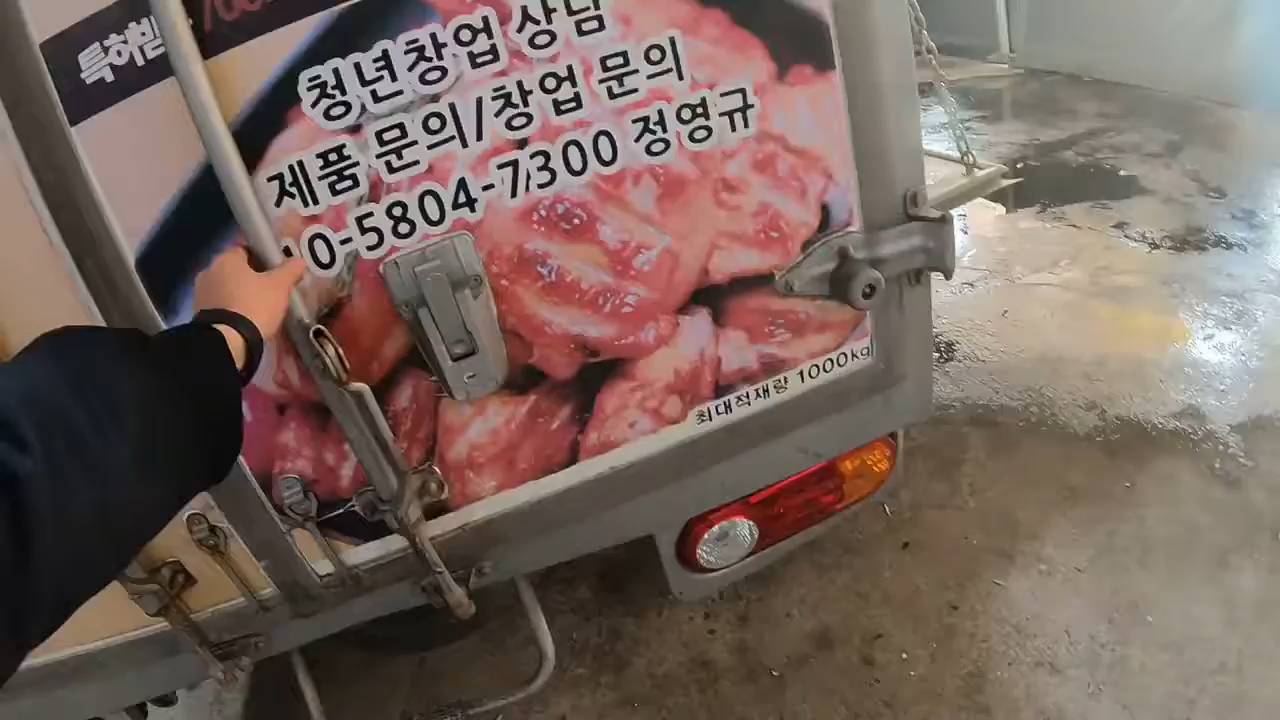 특허받
청년창업 상담
제품 문의/창업 문의
10-5804-7300 정영규
최대적재량 1000kg